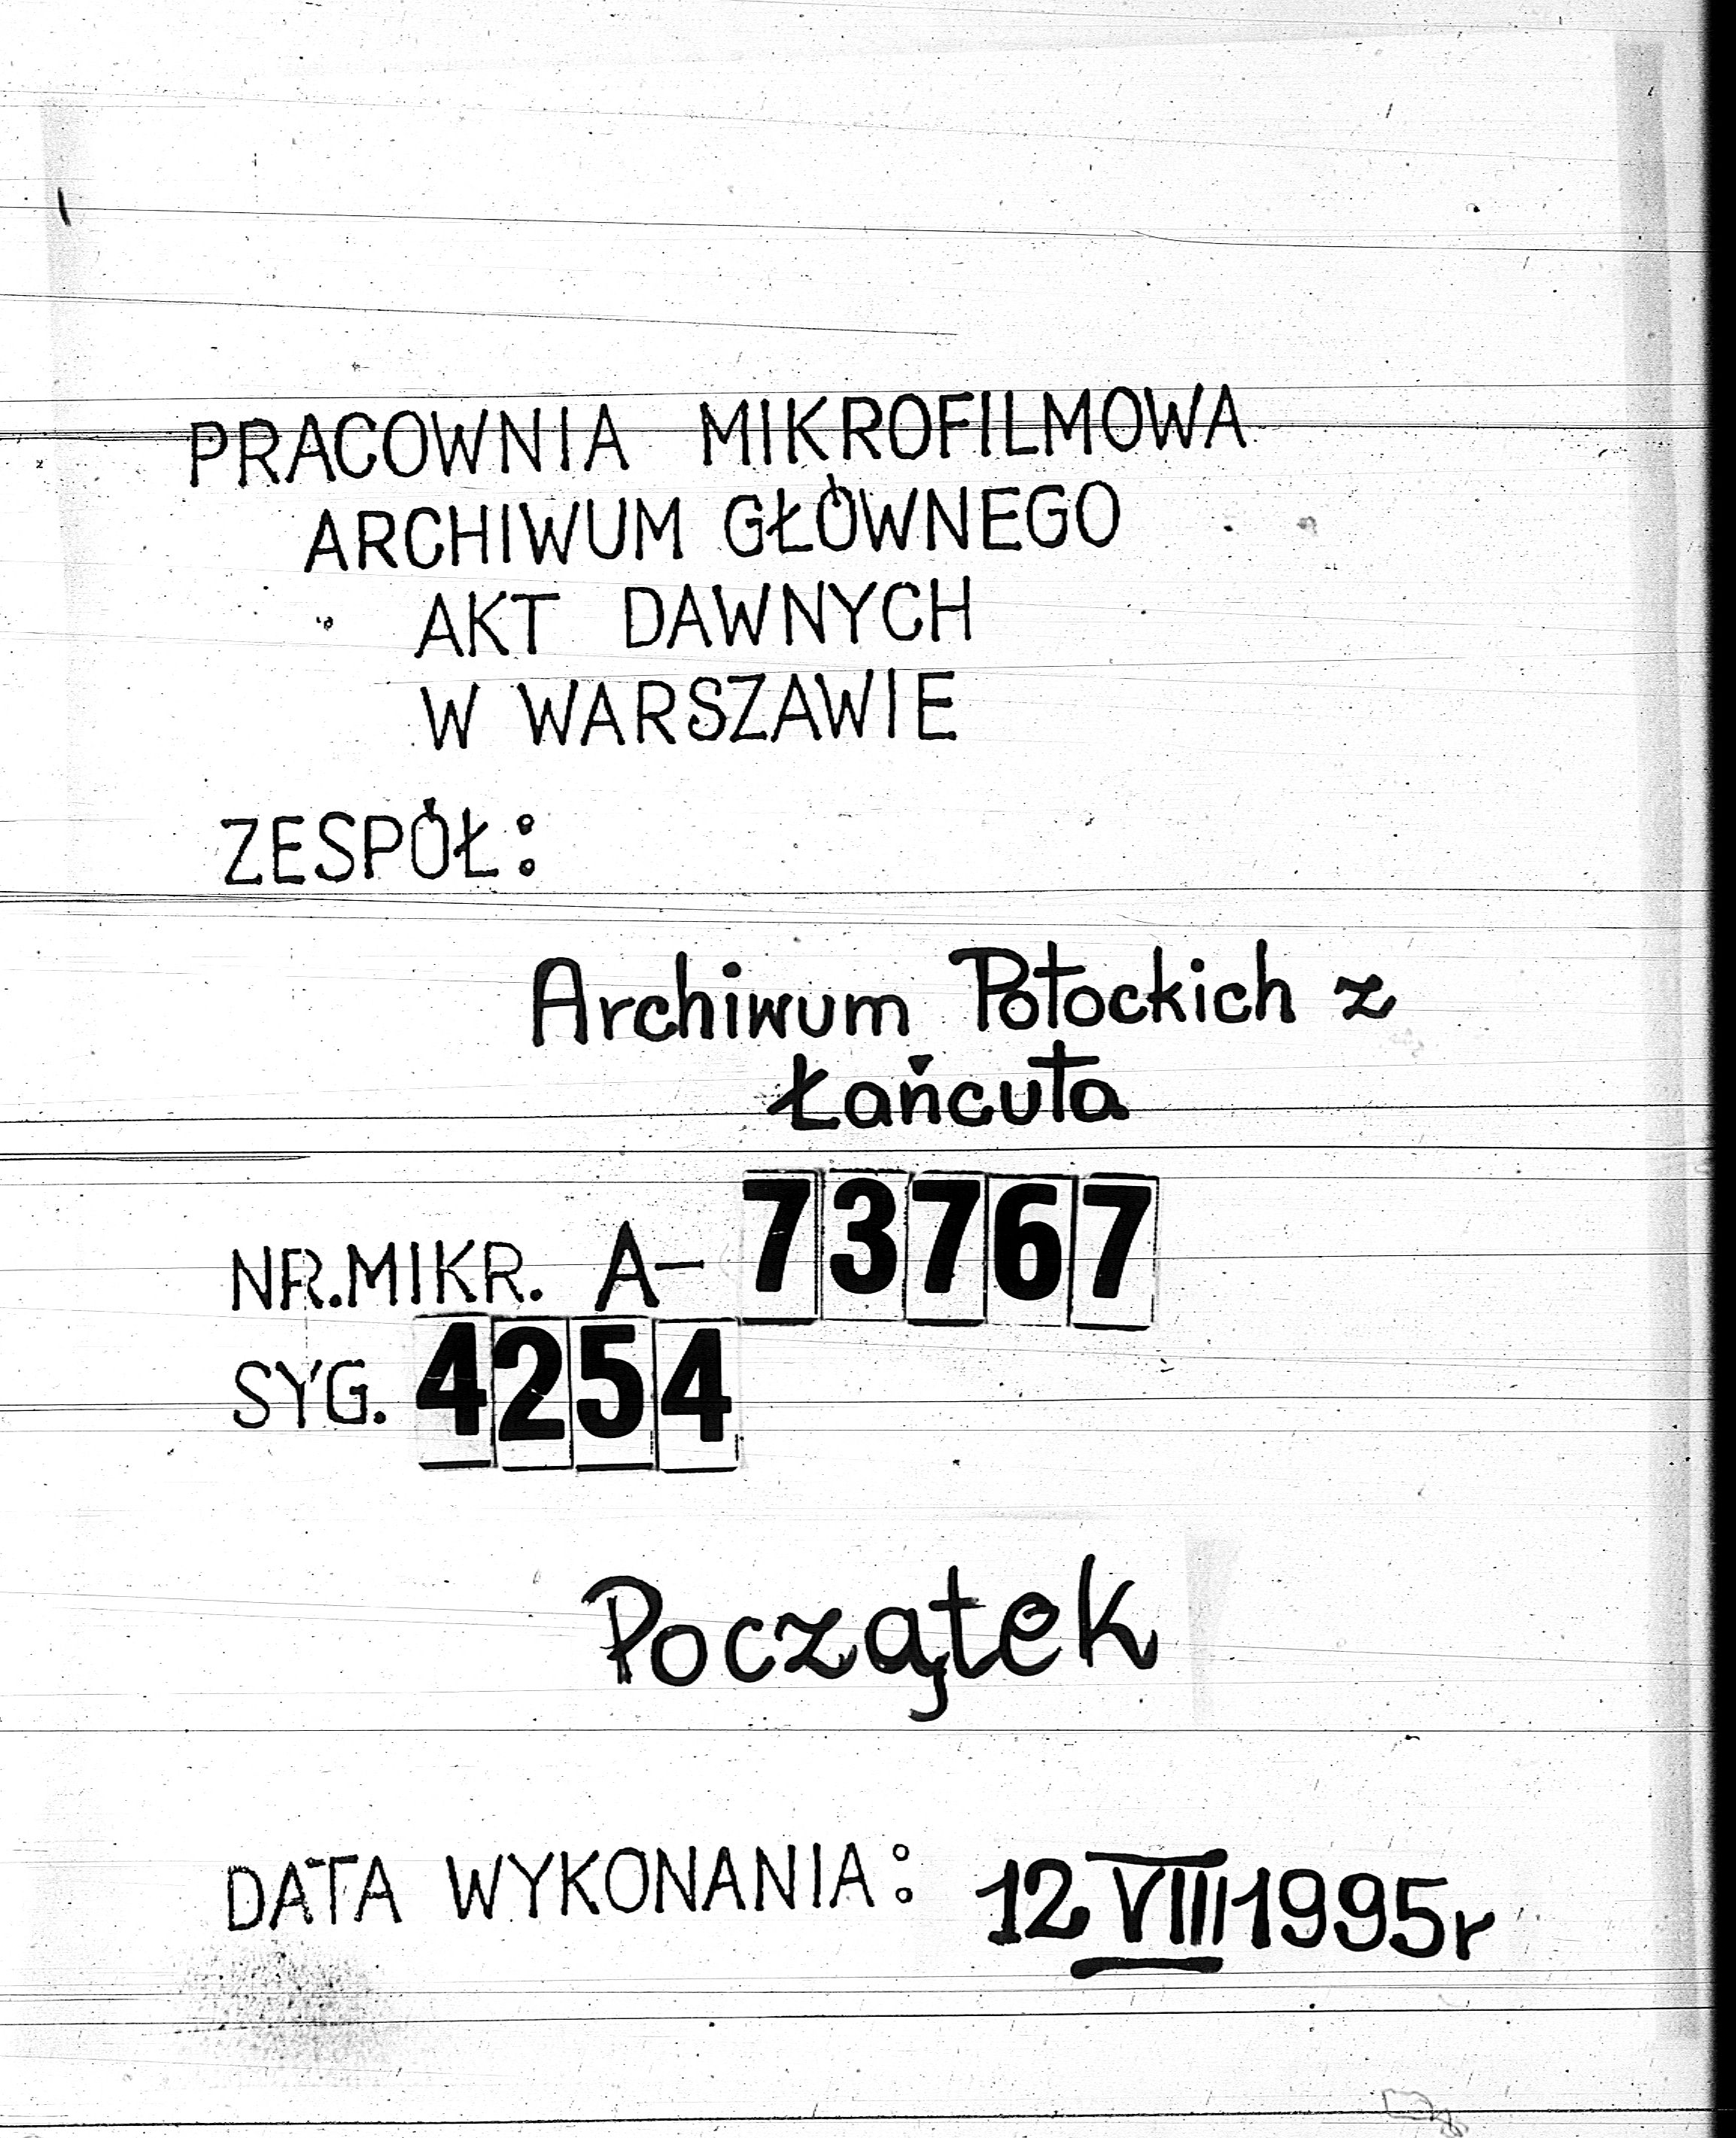 PRACOWNIA MIKROFILMOWA
ARCHIWUM GŁÓWNEGO
AKT DAWNYCH
W WARSZAWIE
ZESPÓŁ:
Archiwum Potockich z
Łańcuta
NR.MIKR. A- 73767
SYG. 4254
Początek
DATA WYKONANIA: 12 VIII 1995r